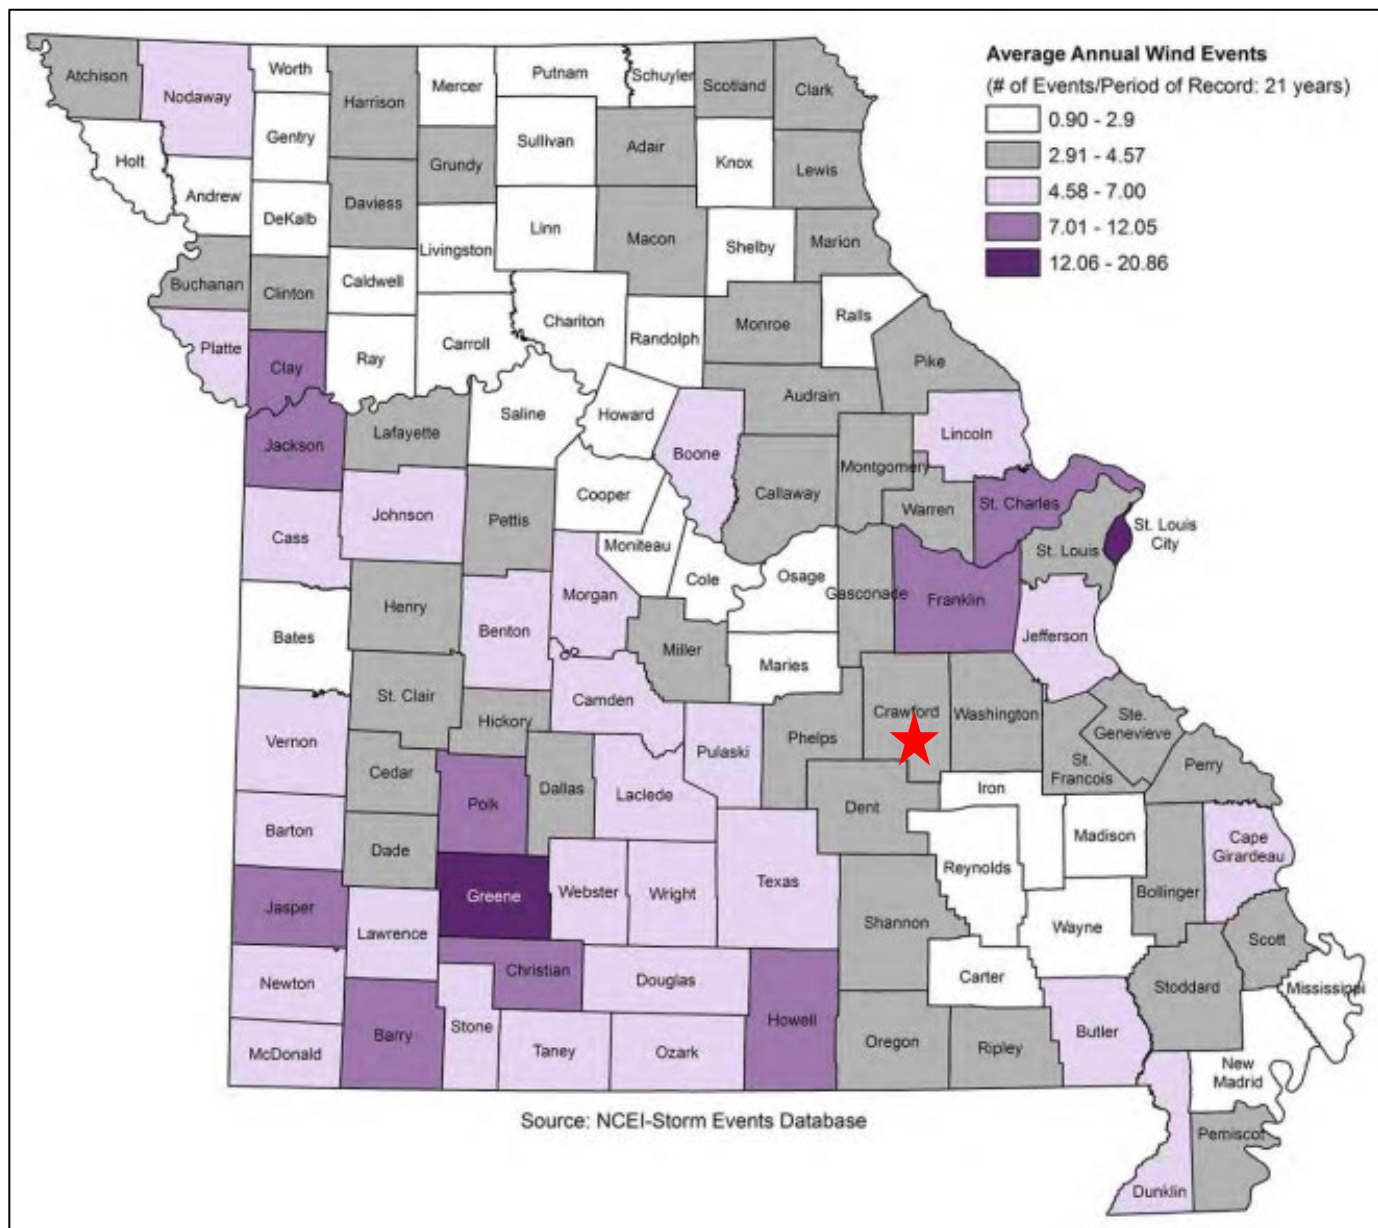 Average Annual Wind Events
(# of Events/Period of Record: 21 years)
0.90 - 2.9
2.91 - 4.57
4.58 - 7.00
7.01 - 12.05
12.06 - 20.86
Atchison
Nodaway
Worth
Harrison
Mercer
Putnam
Schuyler
Scotland
Clark
Holt
Gentry
Sullivan
Adair
Knox
Lewis
Grundy
Andrew
DeKalb
Daviess
Livingston
Linn
Macon
Shelby
Marion
Buchanan
Clinton
Caldwell
Chariton
Randolph
Monroe
Ralls
Platte
Clay
Ray
Carroll
Pike
Audrain
Saline
Howard
Jackson
Lafayette
Boone
Lincoln
Montgomery
Callaway
Cooper
Warren
St. Charles
Johnson
Pettis
St. Louis
City
Cass
Moniteau
St. Louis
Cole
Osage
Henry
Morgan
Gasconade
Franklin
Bates
Benton
Miller
Maries
Jefferson
St. Clair
Camden
Hickory
Crawford
Washington
Ste.
Genevieve
Vernon
Pulaski
Phelps
St.
Francois
Perry
Cedar
Dallas
Laclede
Iron
Polk
Dent
Barton
Dade
Madison
Cape
Girardeau
Reynolds
Greene
Webster
Wright
Texas
Bollinger
Jasper
Lawrence
Shannon
Wayne
Scott
Newton
Christian
Douglas
Carter
Stoddard
Mississippi
Barry
Stone
Howell
Oregon
Ripley
Butler
McDonald
Taney
Ozark
New
Madrid
Source: NCEI-Storm Events Database
Pemiscot
Dunklin